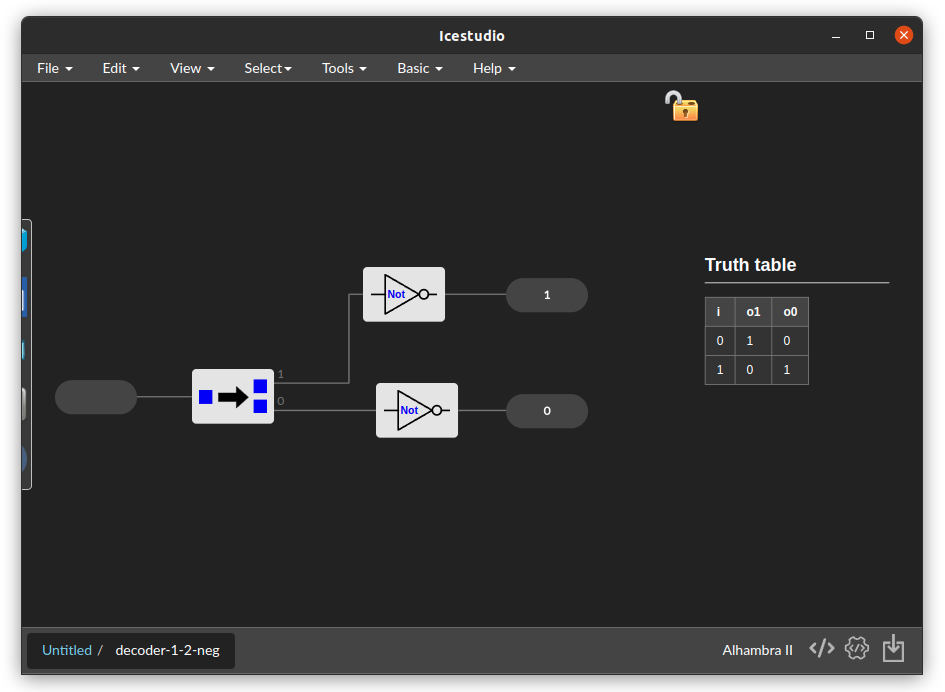 Icestudio
File Edit View Select Tools Basic Help
Truth table
i o1 o0
0 1 0
1 0 1
Not
1
1
0
Not
0
Untitled / decoder-1-2-neg
Alhambra II </>